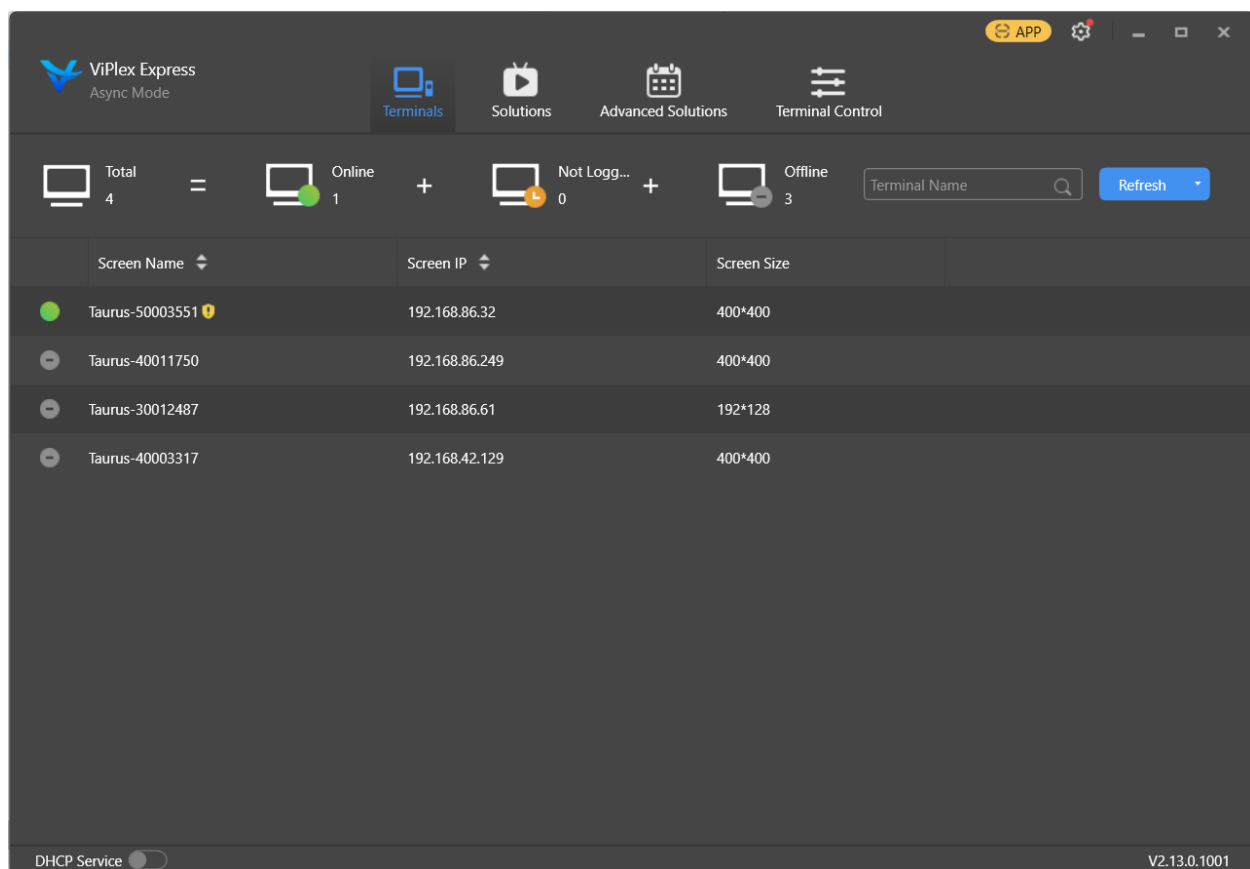 APP
ViPlex Express
Async Mode
Terminals
Solutions
Advanced Solutions
Terminal Control
Total
4
=
Online
1
+
Not Logg...
0
+
Offline
3
Terminal Name
Refresh
Screen Name
Screen IP
Screen Size
Taurus-50003551 192.168.86.32 400*400
Taurus-40011750 192.168.86.249 400*400
Taurus-30012487 192.168.86.61 192*128
Taurus-40003317 192.168.42.129 400*400
DHCP Service
V2.13.0.1001